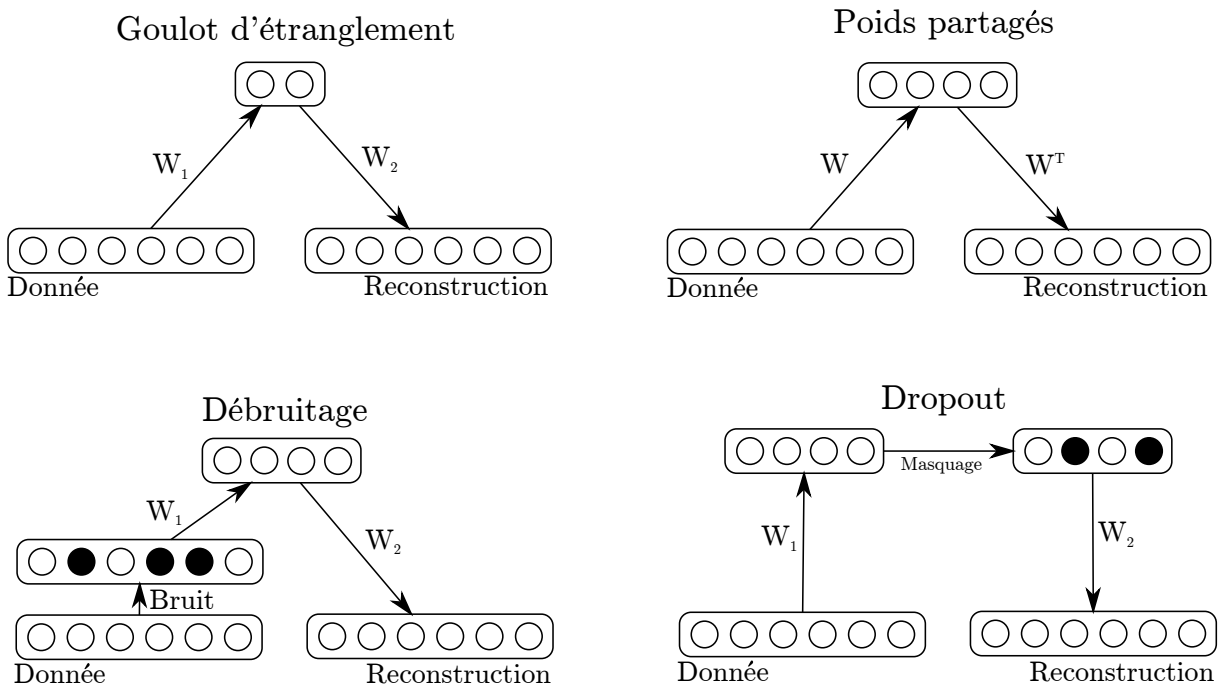 Goulot d'étranglement
W₁
W₂
Donnée
Reconstruction
Poids partagés
W
Wᵀ
Donnée
Reconstruction
Débruitage
W₁
W₂
Bruit
Donnée
Reconstruction
Dropout
Masquage
W₁
W₂
Donnée
Reconstruction